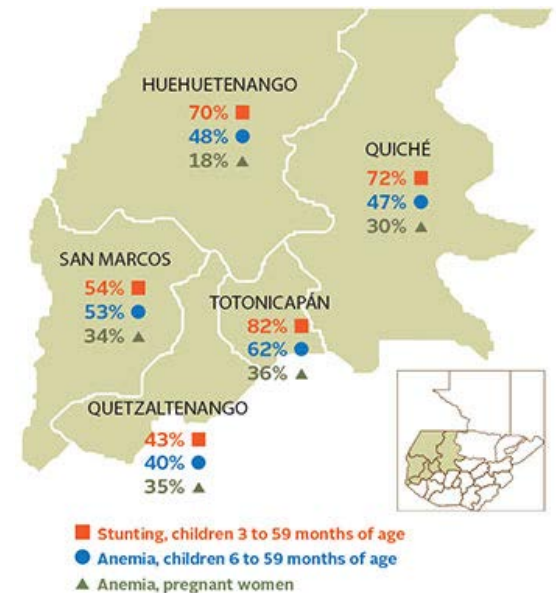 HUEHUETENANGO
70%
48%
18%
QUICHÉ
72%
47%
30%
SAN MARCOS
54%
53%
34%
TOTONICAPÁN
82%
62%
36%
QUETZALTENANGO
43%
40%
35%
Stunting, children 3 to 59 months of age
Anemia, children 6 to 59 months of age
Anemia, pregnant women